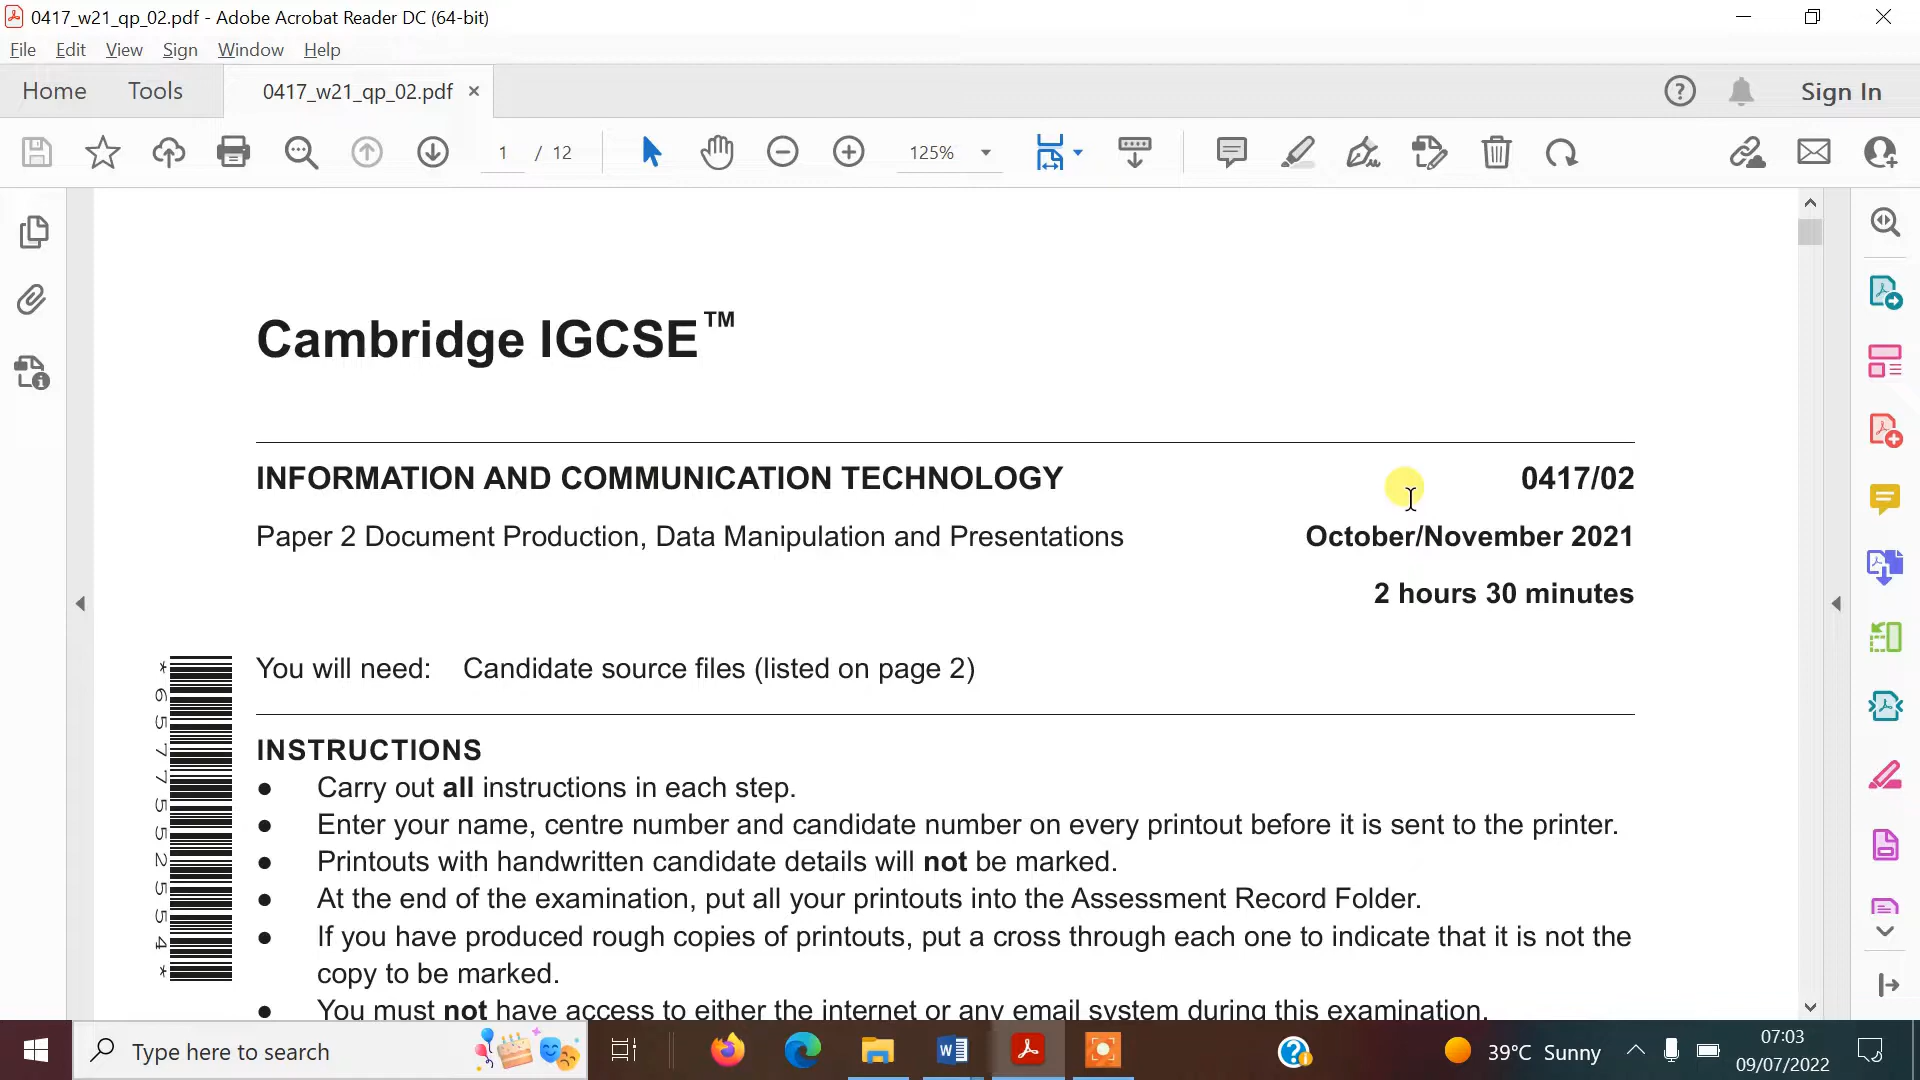 0417_w21_qp_02.pdf - Adobe Acrobat Reader DC (64-bit)
File Edit View Sign Window Help
Home Tools 0417_w21_qp_02.pdf × Sign In
1 / 12 125%
Cambridge IGCSE™
INFORMATION AND COMMUNICATION TECHNOLOGY 0417/02
Paper 2 Document Production, Data Manipulation and Presentations October/November 2021
2 hours 30 minutes
You will need: Candidate source files (listed on page 2)
INSTRUCTIONS
● Carry out all instructions in each step.
● Enter your name, centre number and candidate number on every printout before it is sent to the printer.
● Printouts with handwritten candidate details will not be marked.
● At the end of the examination, put all your printouts into the Assessment Record Folder.
● If you have produced rough copies of printouts, put a cross through each one to indicate that it is not the
copy to be marked.
● You must not have access to either the internet or any email system during this examination.
*6577552554*
Type here to search
39°C Sunny
07:03
09/07/2022